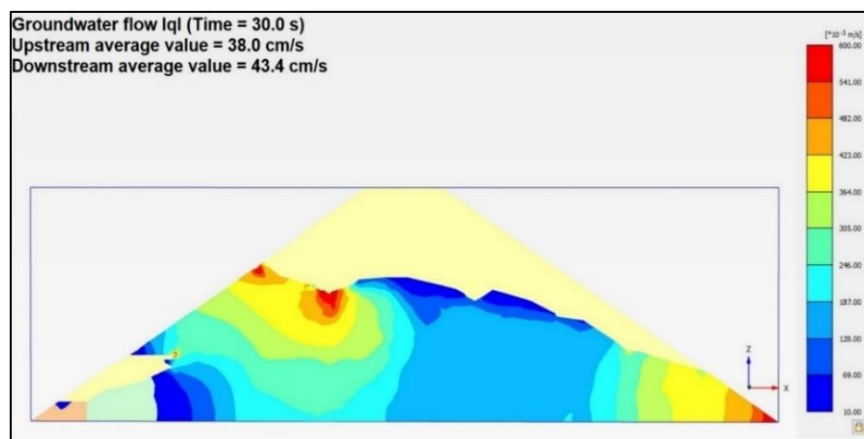 Groundwater flow lql (Time = 30.0 s)
Upstream average value = 38.0 cm/s
Downstream average value = 43.4 cm/s
[*10⁻³ m/s]
600.00
541.00
482.00
423.00
364.00
305.00
246.00
187.00
128.00
69.00
10.00
Z
X